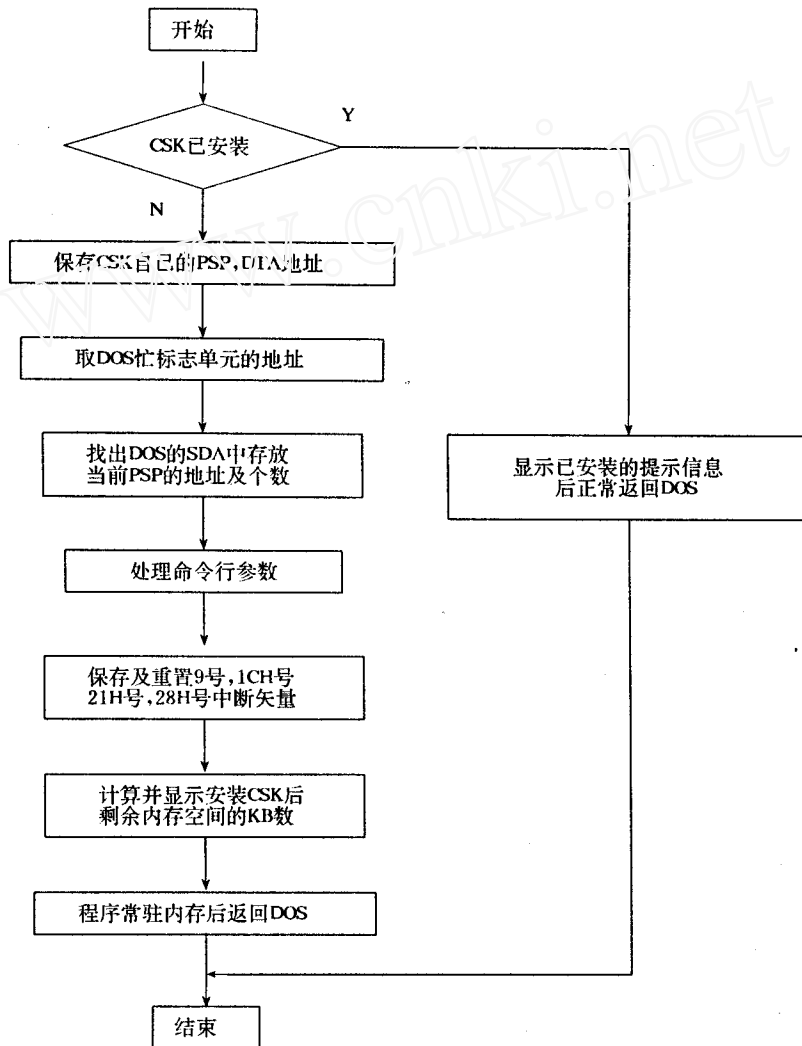 开始
CSK已安装
Y
N
保存CSK自己的PSP,DTA地址
取DOS忙标志单元的地址
找出DOS的SDA中存放
当前PSP的地址及个数
处理命令行参数
保存及重置9号,1CH号
21H号,28H号中断矢量
计算并显示安装CSK后
剩余内存空间的KB数
程序常驻内存后返回DOS
显示已安装的提示信息
后正常返回DOS
结束
www.cnki.net